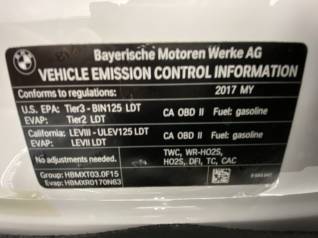 Bayerische Motoren Werke AG
VEHICLE EMISSION CONTROL INFORMATION
Conforms to regulations: 2017 MY
U.S. EPA: Tier3 - BIN125 LDT CA OBD II Fuel: gasoline
EVAP: Tier2 LDT
California: LEVIII - ULEV125 LDT CA OBD II Fuel: gasoline
EVAP: LEVII LDT
No adjustments needed. TWC, WR-HO2S,
HO2S, DFI, TC, CAC
Group: HBMXT03.0F15
Evap: HBMXR0170N63